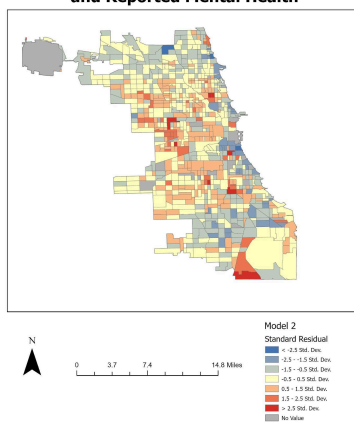 and Reported Mental Health
N
0 3.7 7.4 14.8 Miles
Model 2
Standard Residual
< -2.5 Std. Dev.
-2.5 - -1.5 Std. Dev.
-1.5 - -0.5 Std. Dev.
-0.5 - 0.5 Std. Dev.
0.5 - 1.5 Std. Dev.
1.5 - 2.5 Std. Dev.
> 2.5 Std. Dev.
No Value